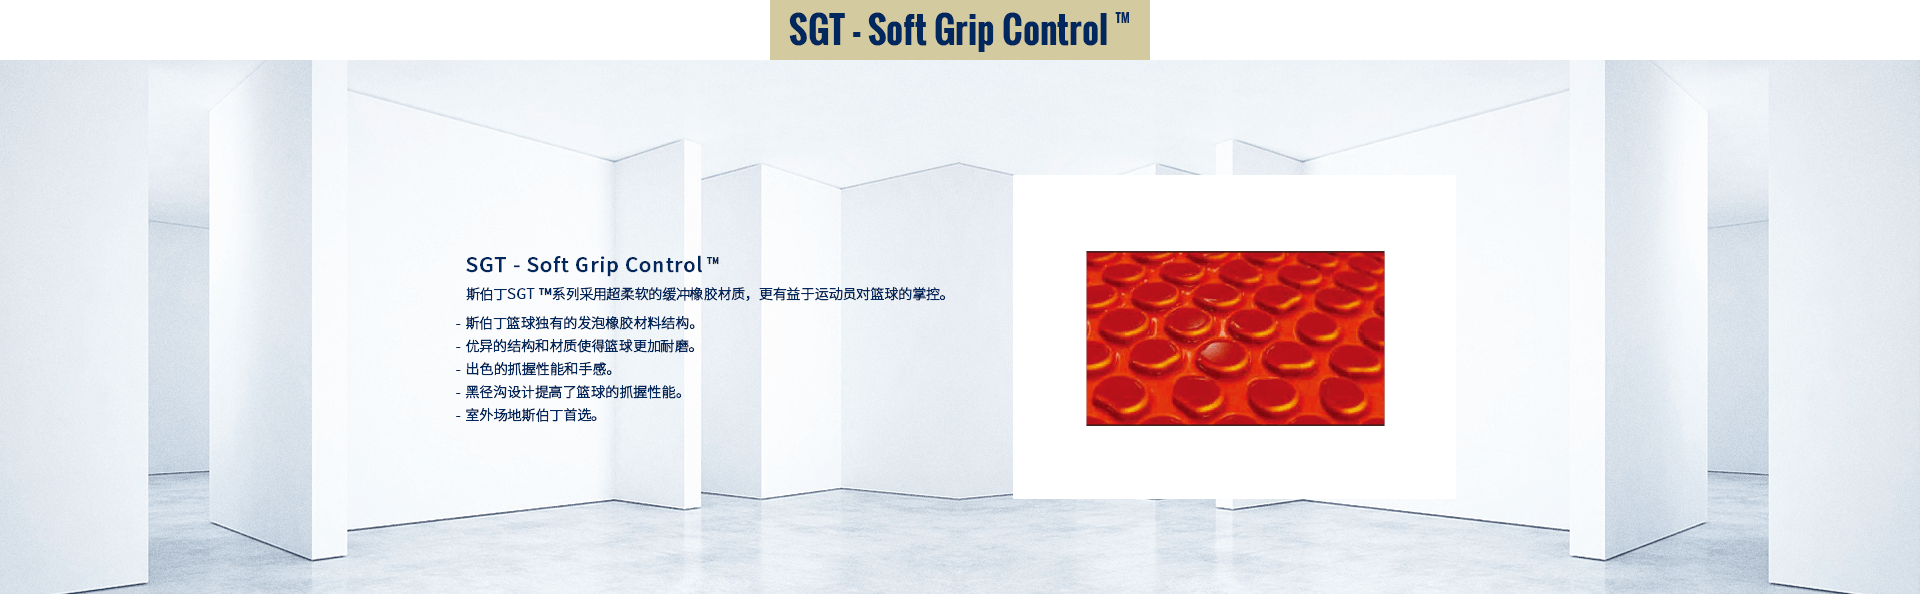 SGT - Soft Grip Control ™
SGT - Soft Grip Control ™
斯伯丁SGT ™系列采用超柔软的缓冲橡胶材质，更有益于运动员对篮球的掌控。
- 斯伯丁篮球独有的发泡橡胶材料结构。
- 优异的结构和材质使得篮球更加耐磨。
- 出色的抓握性能和手感。
- 黑径沟设计提高了篮球的抓握性能。
- 室外场地斯伯丁首选。